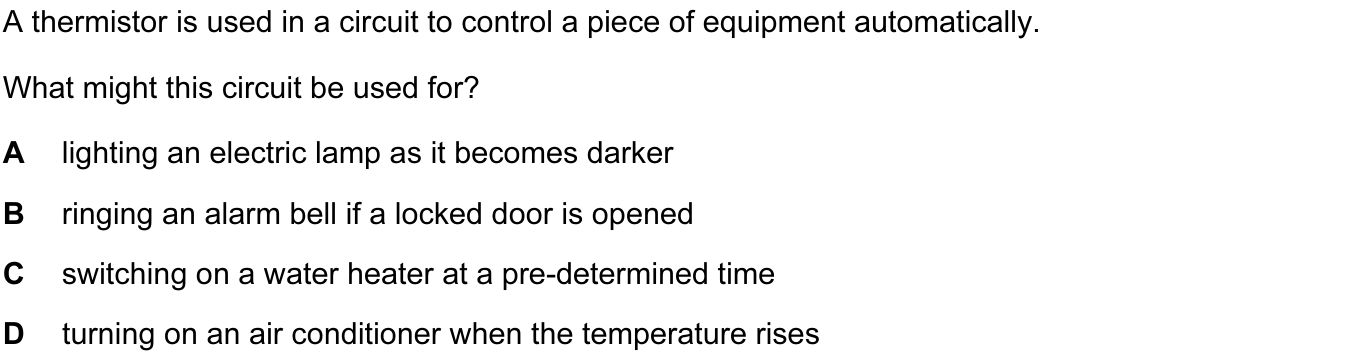 A thermistor is used in a circuit to control a piece of equipment automatically.
What might this circuit be used for?
A lighting an electric lamp as it becomes darker
B ringing an alarm bell if a locked door is opened
C switching on a water heater at a pre-determined time
D turning on an air conditioner when the temperature rises